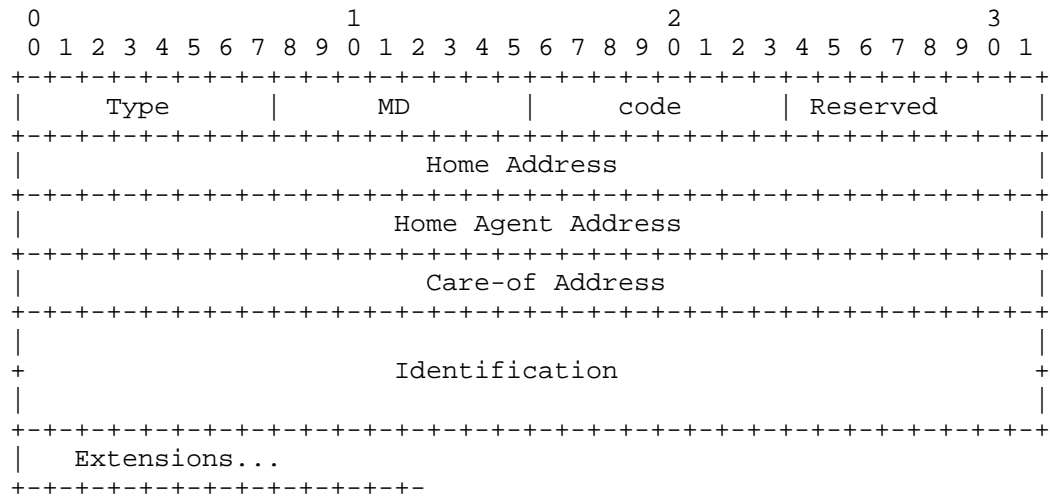 0                   1                   2                   3
 0 1 2 3 4 5 6 7 8 9 0 1 2 3 4 5 6 7 8 9 0 1 2 3 4 5 6 7 8 9 0 1
+-+-+-+-+-+-+-+-+-+-+-+-+-+-+-+-+-+-+-+-+-+-+-+-+-+-+-+-+-+-+-+-+
|     Type      |      MD       |     code      | Reserved      |
+-+-+-+-+-+-+-+-+-+-+-+-+-+-+-+-+-+-+-+-+-+-+-+-+-+-+-+-+-+-+-+-+
|                         Home Address                          |
+-+-+-+-+-+-+-+-+-+-+-+-+-+-+-+-+-+-+-+-+-+-+-+-+-+-+-+-+-+-+-+-+
|                       Home Agent Address                      |
+-+-+-+-+-+-+-+-+-+-+-+-+-+-+-+-+-+-+-+-+-+-+-+-+-+-+-+-+-+-+-+-+
|                         Care-of Address                       |
+-+-+-+-+-+-+-+-+-+-+-+-+-+-+-+-+-+-+-+-+-+-+-+-+-+-+-+-+-+-+-+-+
|                                                               |
+                       Identification                          +
|                                                               |
+-+-+-+-+-+-+-+-+-+-+-+-+-+-+-+-+-+-+-+-+-+-+-+-+-+-+-+-+-+-+-+-+
|   Extensions...
+-+-+-+-+-+-+-+-+-+-+-+-+-